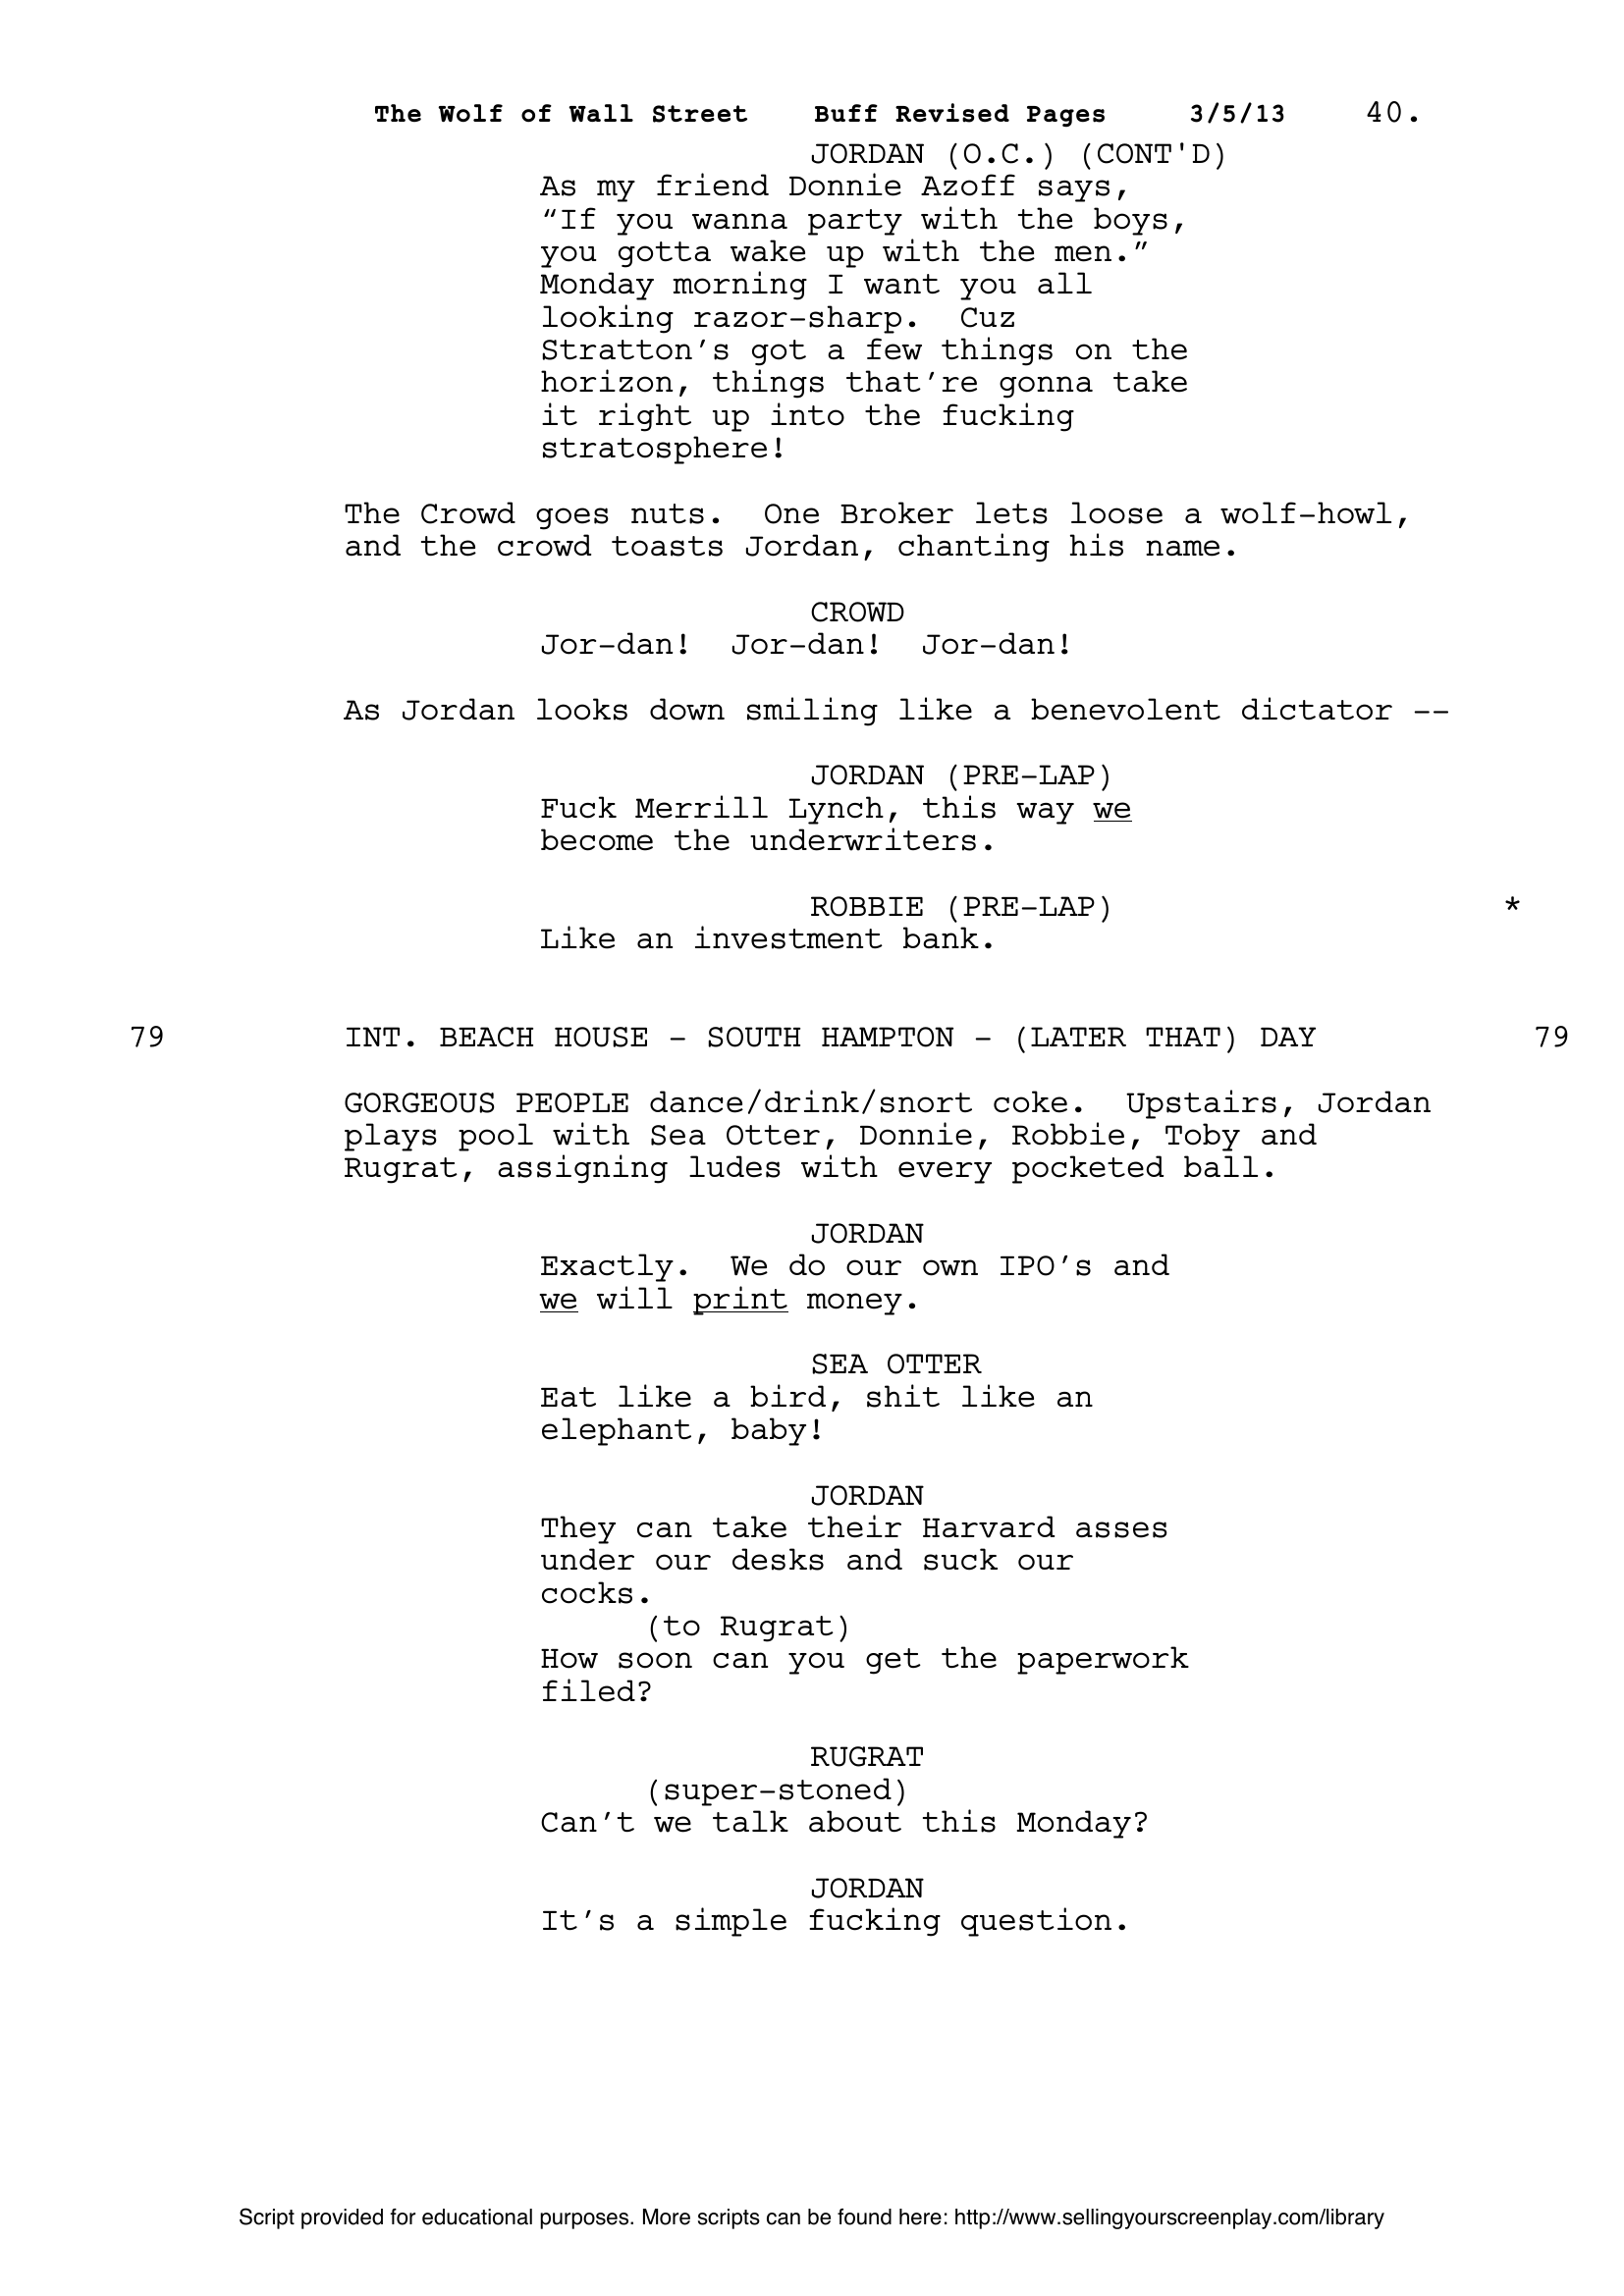 The Wolf of Wall Street Buff Revised Pages 3/5/13 40.
JORDAN (O.C.) (CONT'D)
As my friend Donnie Azoff says,
“If you wanna party with the boys,
you gotta wake up with the men.”
Monday morning I want you all
looking razor-sharp.  Cuz
Stratton’s got a few things on the
horizon, things that’re gonna take
it right up into the fucking
stratosphere!
The Crowd goes nuts.  One Broker lets loose a wolf-howl,
and the crowd toasts Jordan, chanting his name.
CROWD
Jor-dan!  Jor-dan!  Jor-dan!
As Jordan looks down smiling like a benevolent dictator --
JORDAN (PRE-LAP)
Fuck Merrill Lynch, this way we
become the underwriters.
ROBBIE (PRE-LAP) *
Like an investment bank.
79 INT. BEACH HOUSE - SOUTH HAMPTON - (LATER THAT) DAY 79
GORGEOUS PEOPLE dance/drink/snort coke.  Upstairs, Jordan
plays pool with Sea Otter, Donnie, Robbie, Toby and
Rugrat, assigning ludes with every pocketed ball.
JORDAN
Exactly.  We do our own IPO’s and
we will print money.
SEA OTTER
Eat like a bird, shit like an
elephant, baby!
JORDAN
They can take their Harvard asses
under our desks and suck our
cocks.
(to Rugrat)
How soon can you get the paperwork
filed?
RUGRAT
(super-stoned)
Can’t we talk about this Monday?
JORDAN
It’s a simple fucking question.
Script provided for educational purposes. More scripts can be found here: http://www.sellingyourscreenplay.com/library